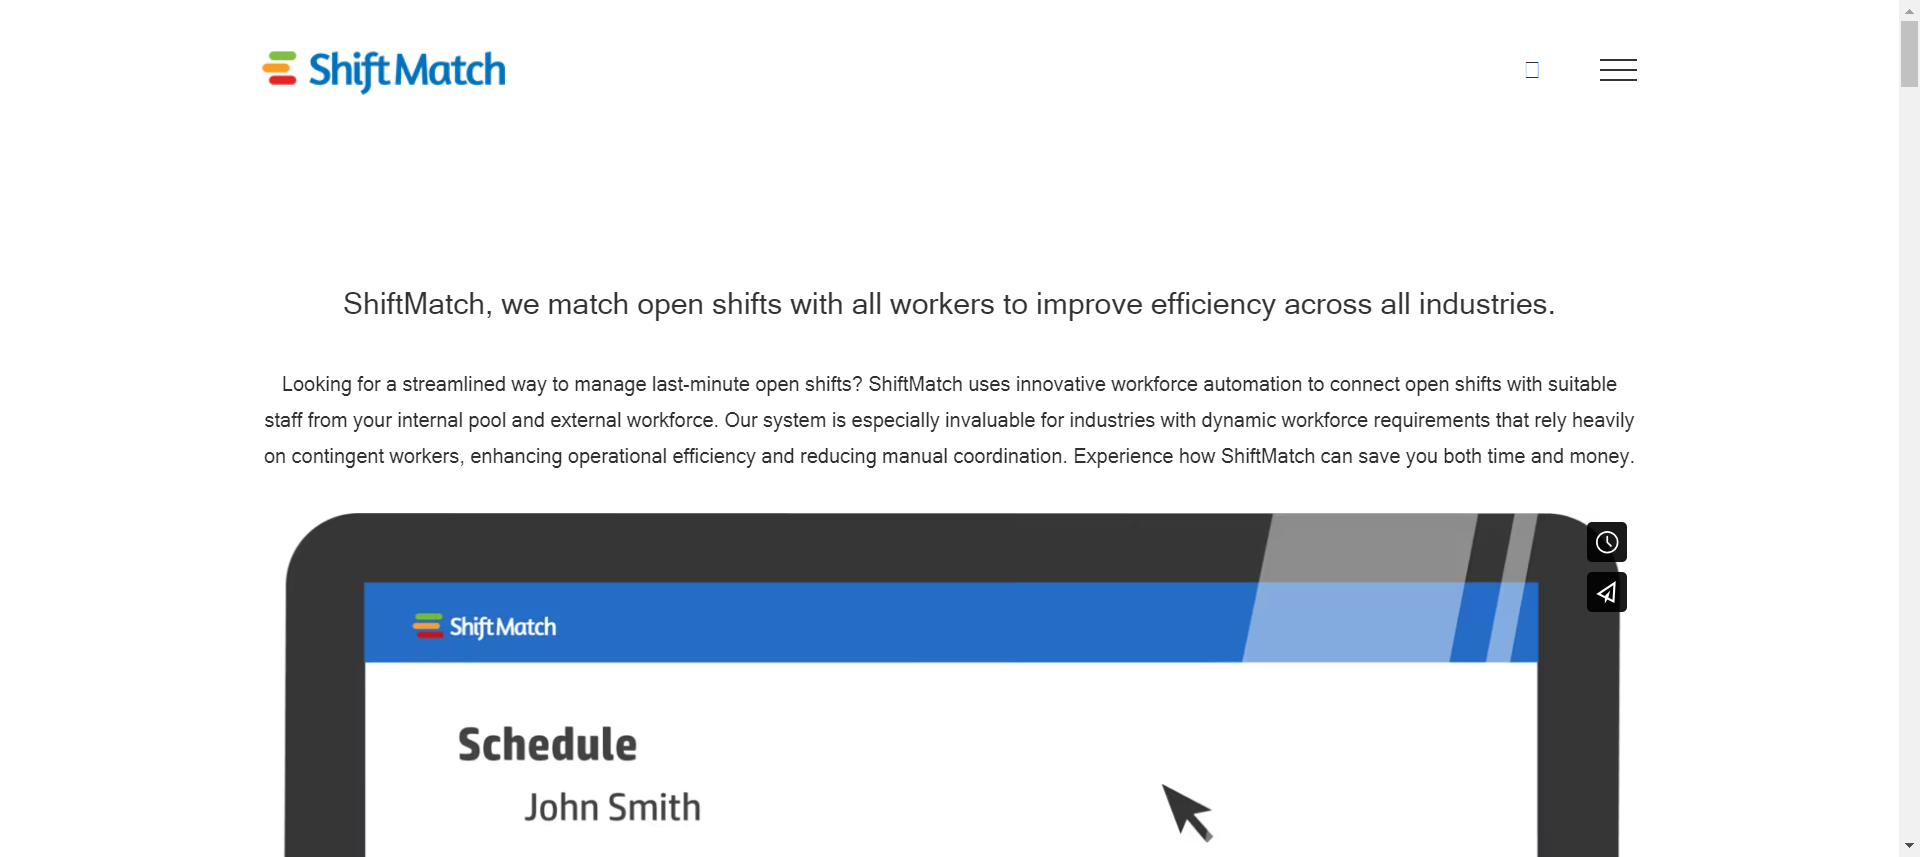 ShiftMatch
ShiftMatch, we match open shifts with all workers to improve efficiency across all industries.
Looking for a streamlined way to manage last-minute open shifts? ShiftMatch uses innovative workforce automation to connect open shifts with suitable
staff from your internal pool and external workforce. Our system is especially invaluable for industries with dynamic workforce requirements that rely heavily
on contingent workers, enhancing operational efficiency and reducing manual coordination. Experience how ShiftMatch can save you both time and money.
ShiftMatch
Schedule
John Smith